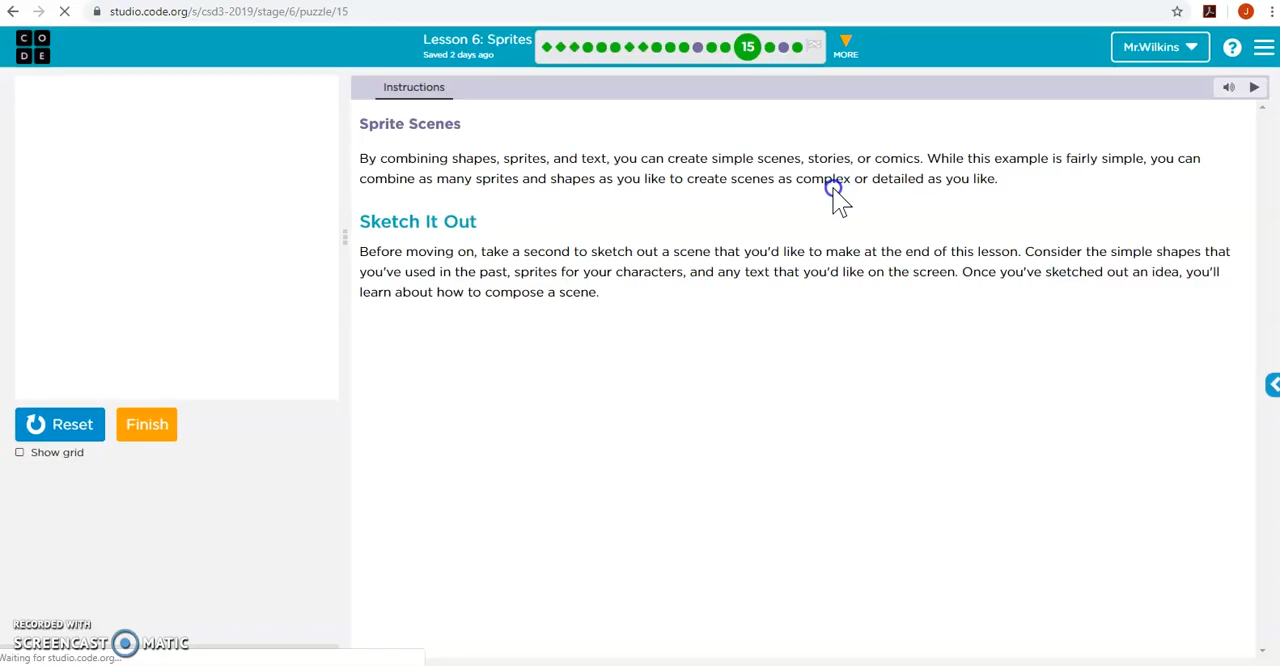 studio.code.org/s/csd3-2019/stage/6/puzzle/15
J
CO
DE
Lesson 6: Sprites
Saved 2 days ago
15
MORE
Mr.Wilkins
?
Instructions
Sprite Scenes
By combining shapes, sprites, and text, you can create simple scenes, stories, or comics. While this example is fairly simple, you can
combine as many sprites and shapes as you like to create scenes as complex or detailed as you like.
Sketch It Out
Before moving on, take a second to sketch out a scene that you'd like to make at the end of this lesson. Consider the simple shapes that
you've used in the past, sprites for your characters, and any text that you'd like on the screen. Once you've sketched out an idea, you'll
learn about how to compose a scene.
Reset
Finish
Show grid
RECORDED WITH
SCREENCAST MATIC
Waiting for studio.code.org...